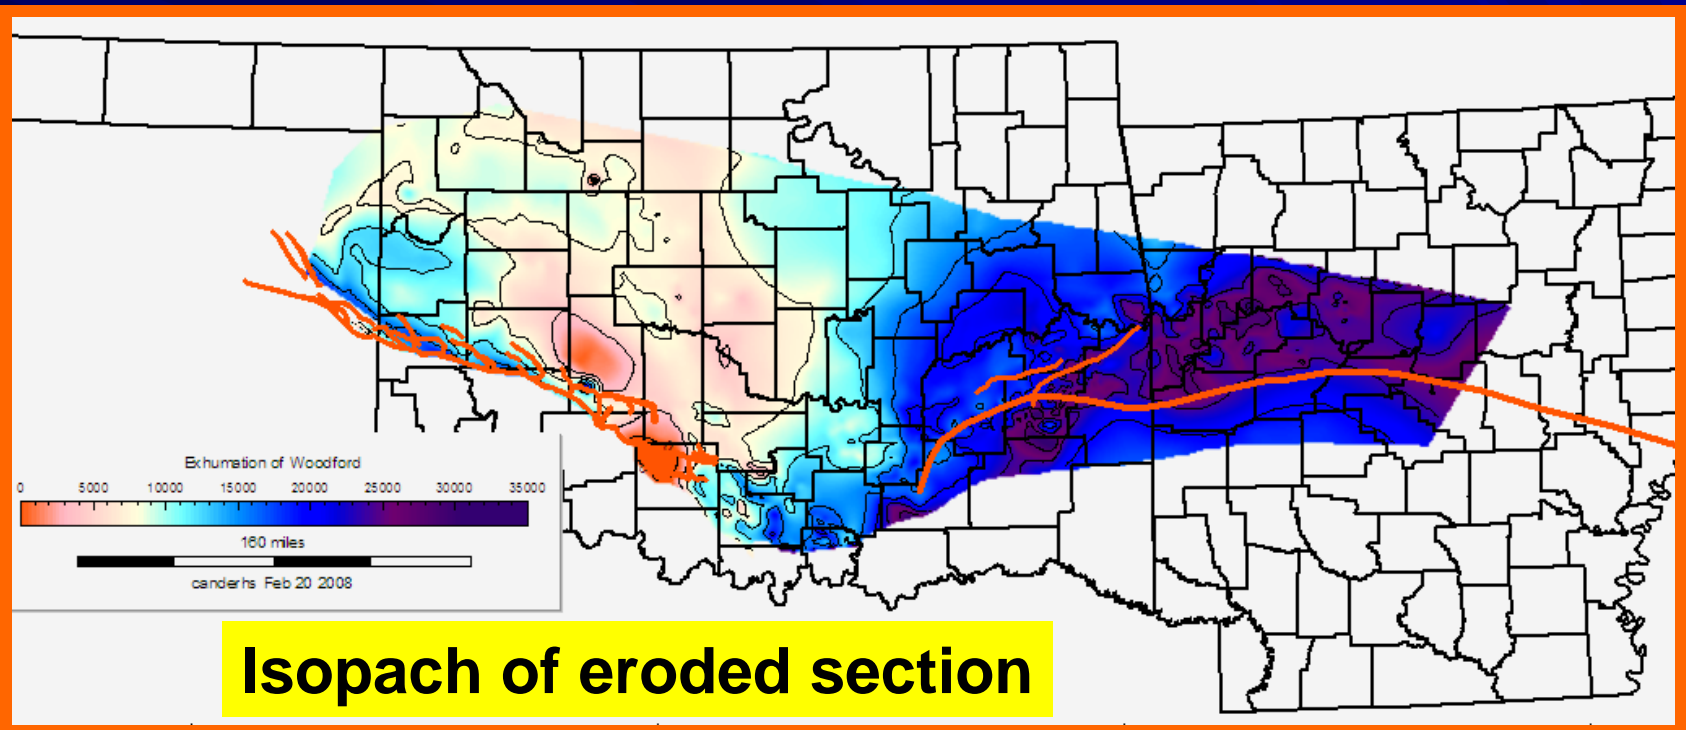 Exhumation of Woodford
0 5000 10000 15000 20000 25000 30000 35000
160 miles
canderhs Feb 20 2008
Isopach of eroded section